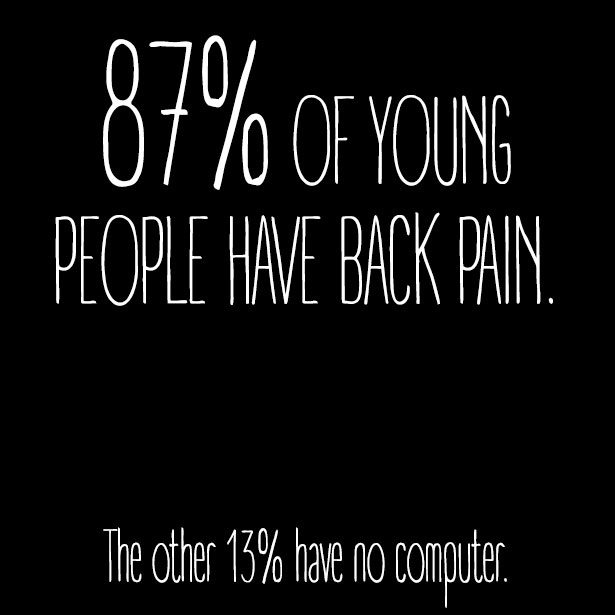 87% OF YOUNG
PEOPLE HAVE BACK PAIN.
The other 13% have no computer.